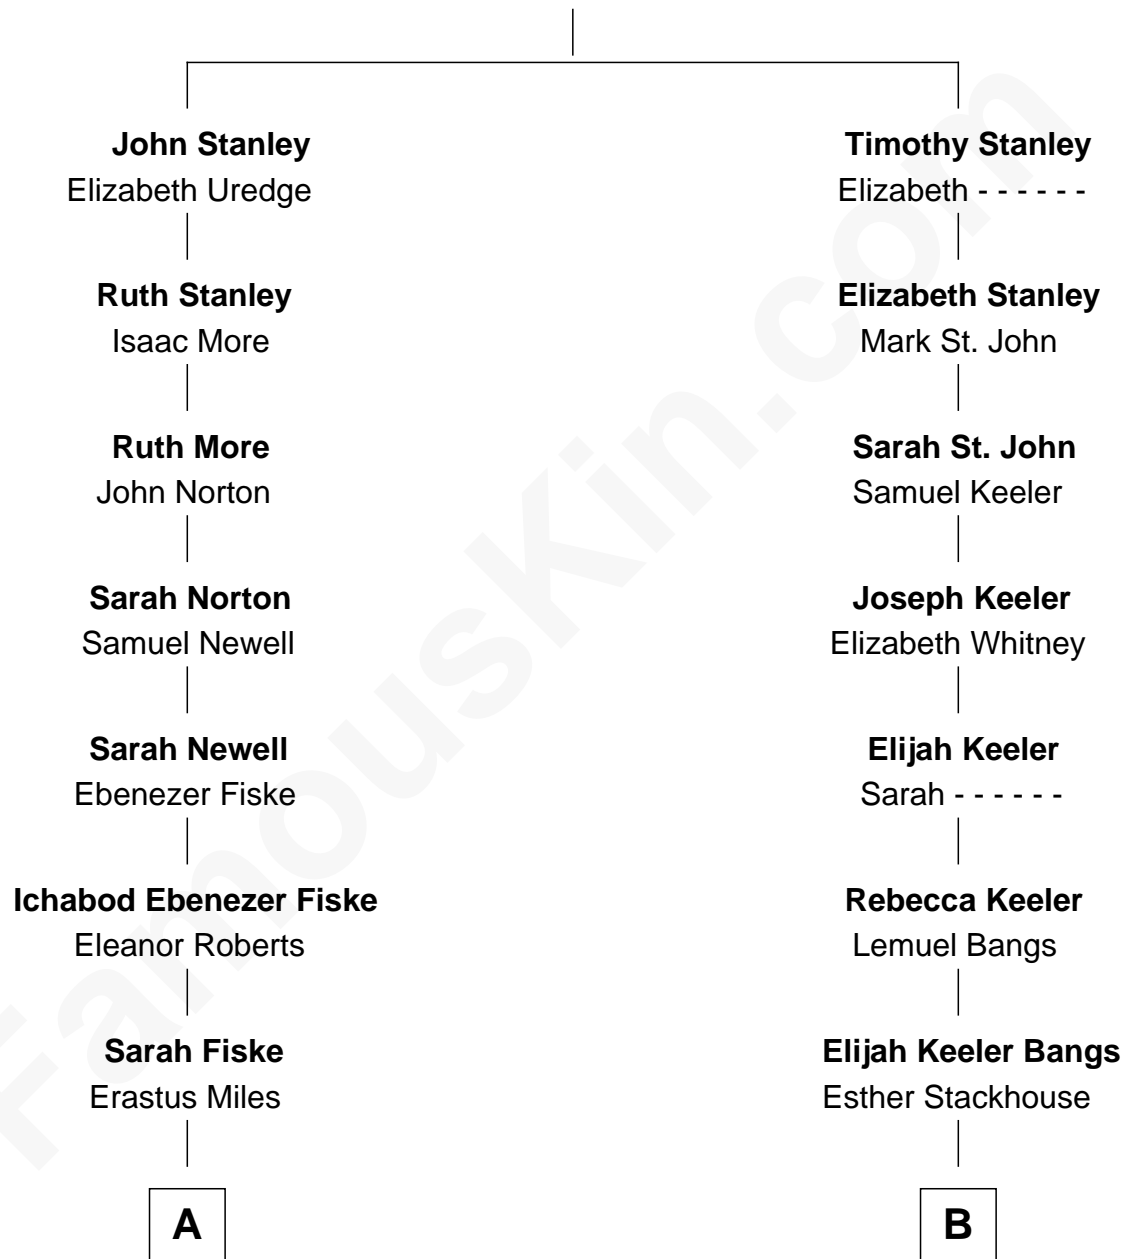 John Stanley
Elizabeth Uredge
Ruth Stanley
Isaac More
Ruth More
John Norton
Sarah Norton
Samuel Newell
Sarah Newell
Ebenezer Fiske
Ichabod Ebenezer Fiske
Eleanor Roberts
Sarah Fiske
Erastus Miles
A
Timothy Stanley
Elizabeth - - - - - -
Elizabeth Stanley
Mark St. John
Sarah St. John
Samuel Keeler
Joseph Keeler
Elizabeth Whitney
Elijah Keeler
Sarah - - - - - -
Rebecca Keeler
Lemuel Bangs
Elijah Keeler Bangs
Esther Stackhouse
B
FamousKin.com